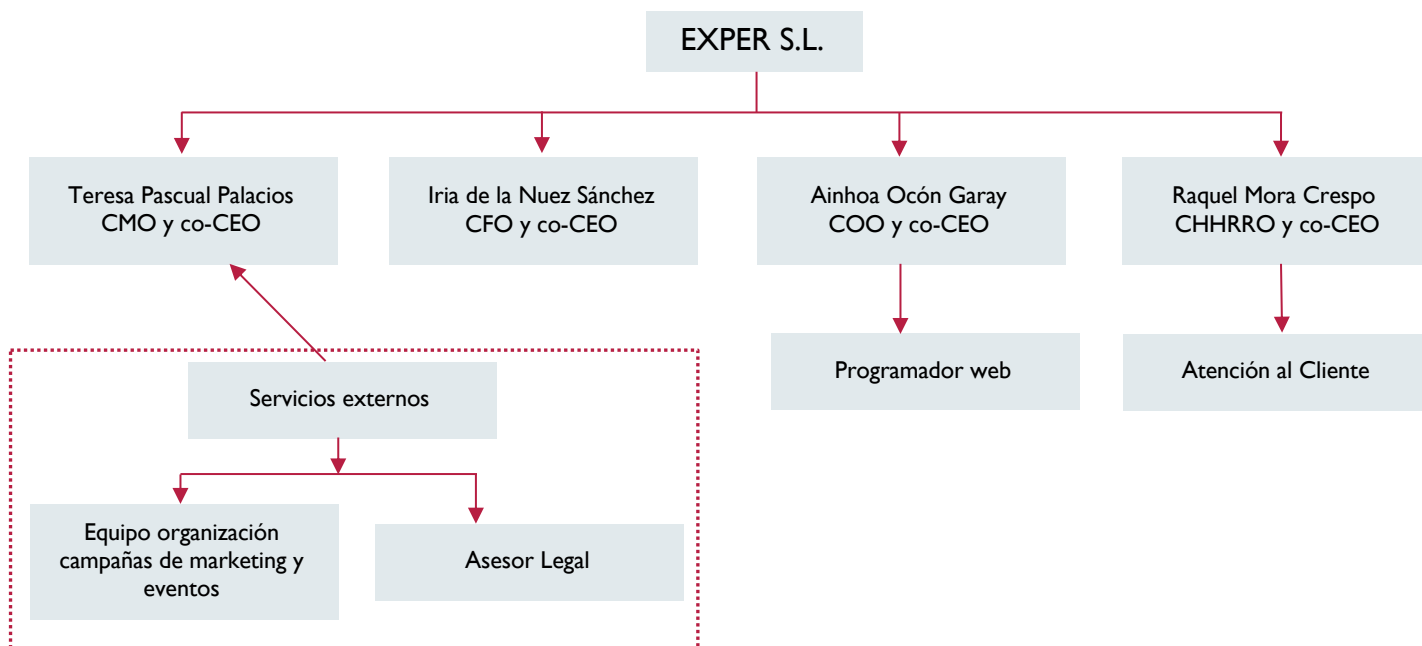 EXPER S.L.
Teresa Pascual Palacios
CMO y co-CEO
Iria de la Nuez Sánchez
CFO y co-CEO
Ainhoa Ocón Garay
COO y co-CEO
Raquel Mora Crespo
CHHRRO y co-CEO
Servicios externos
Programador web
Atención al Cliente
Equipo organización
campañas de marketing y
eventos
Asesor Legal